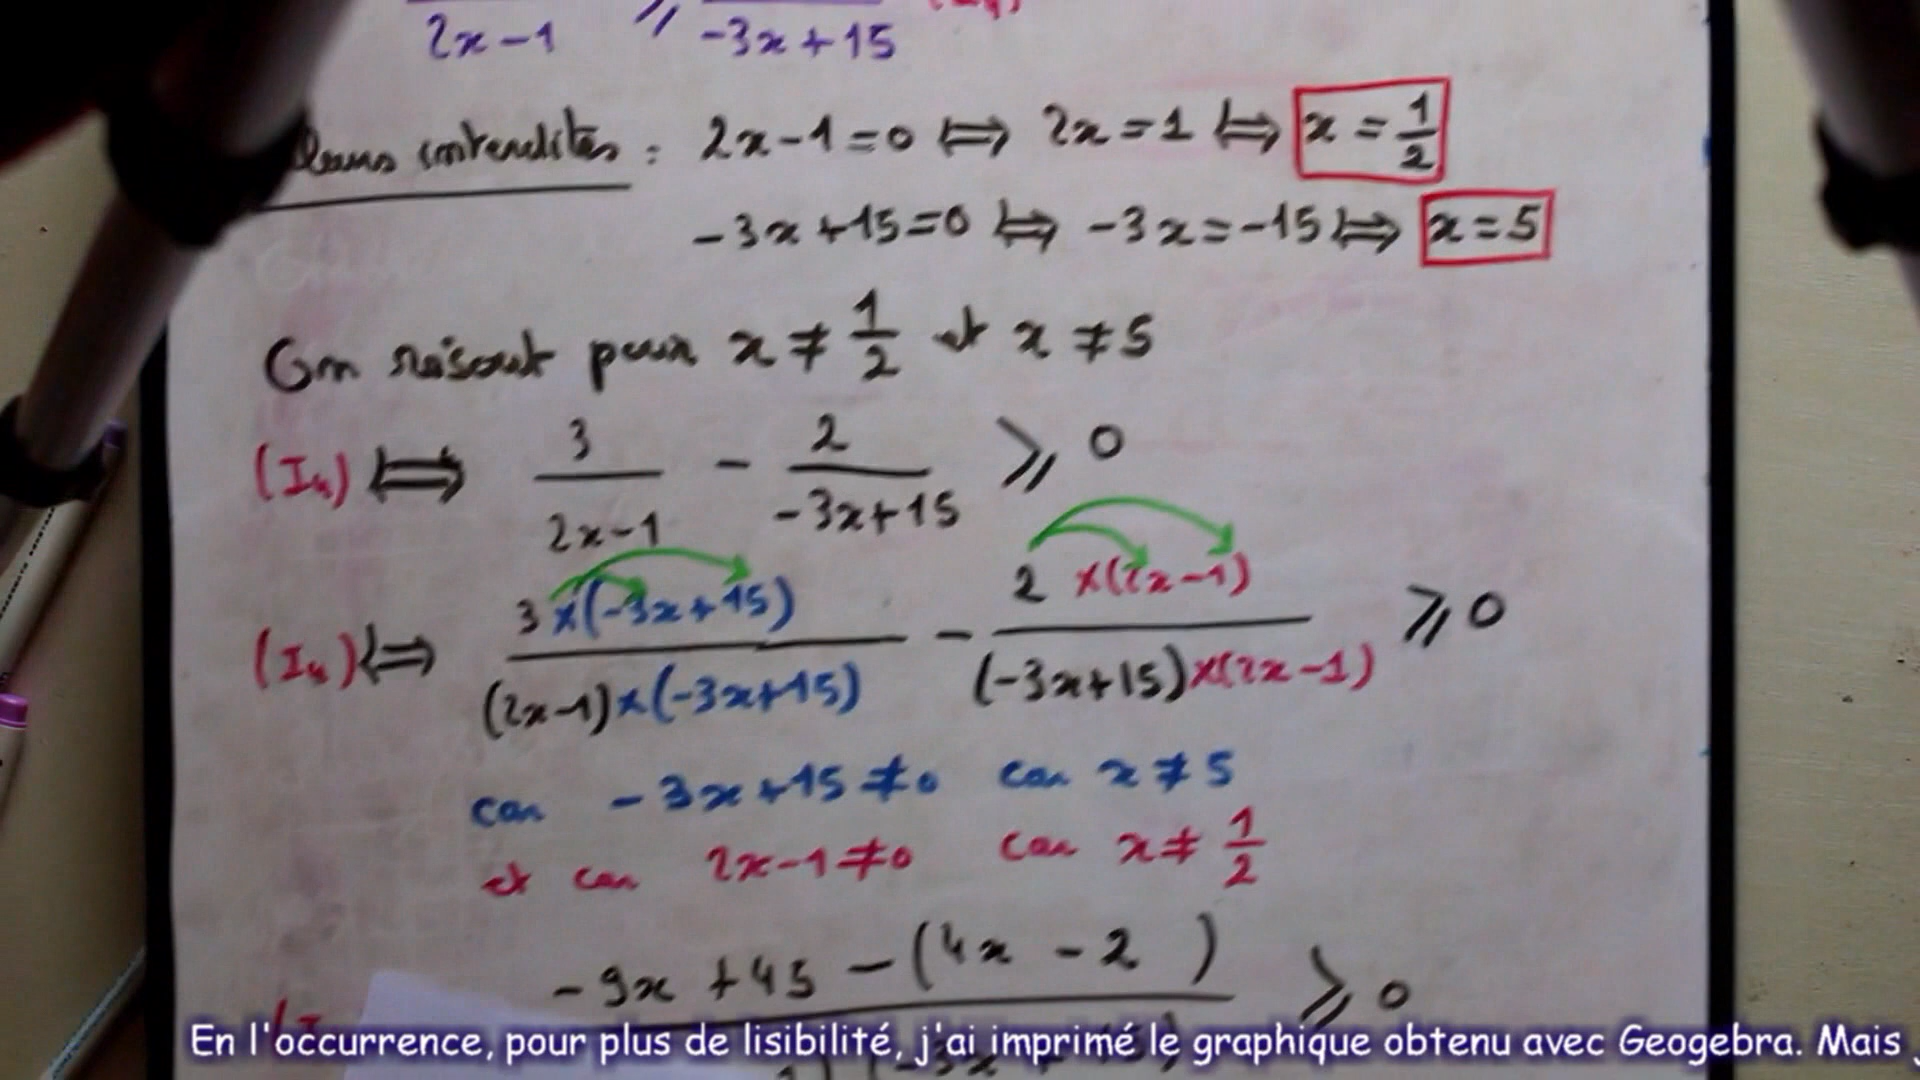 2x-1 ⩾ -3x+15
interdites : 2x-1=0 ⟺ 2x=1 ⟺ x = 1/2
-3x+15=0 ⟺ -3x=-15 ⟺ x=5
On résout pour x ≠ 1/2 et x ≠ 5
(I4) ⟺ 3/(2x-1) - 2/(-3x+15) ⩾ 0
(I4) ⟺ 3×(-3x+15)/((2x-1)×(-3x+15)) - 2×(2x-1)/((-3x+15)×(2x-1)) ⩾ 0
car -3x+15≠0 car x≠5
et car 2x-1≠0 car x≠ 1/2
-9x+45-(4x-2) ⩾ 0
En l'occurrence, pour plus de lisibilité, j'ai imprimé le graphique obtenu avec Geogebra. Mais